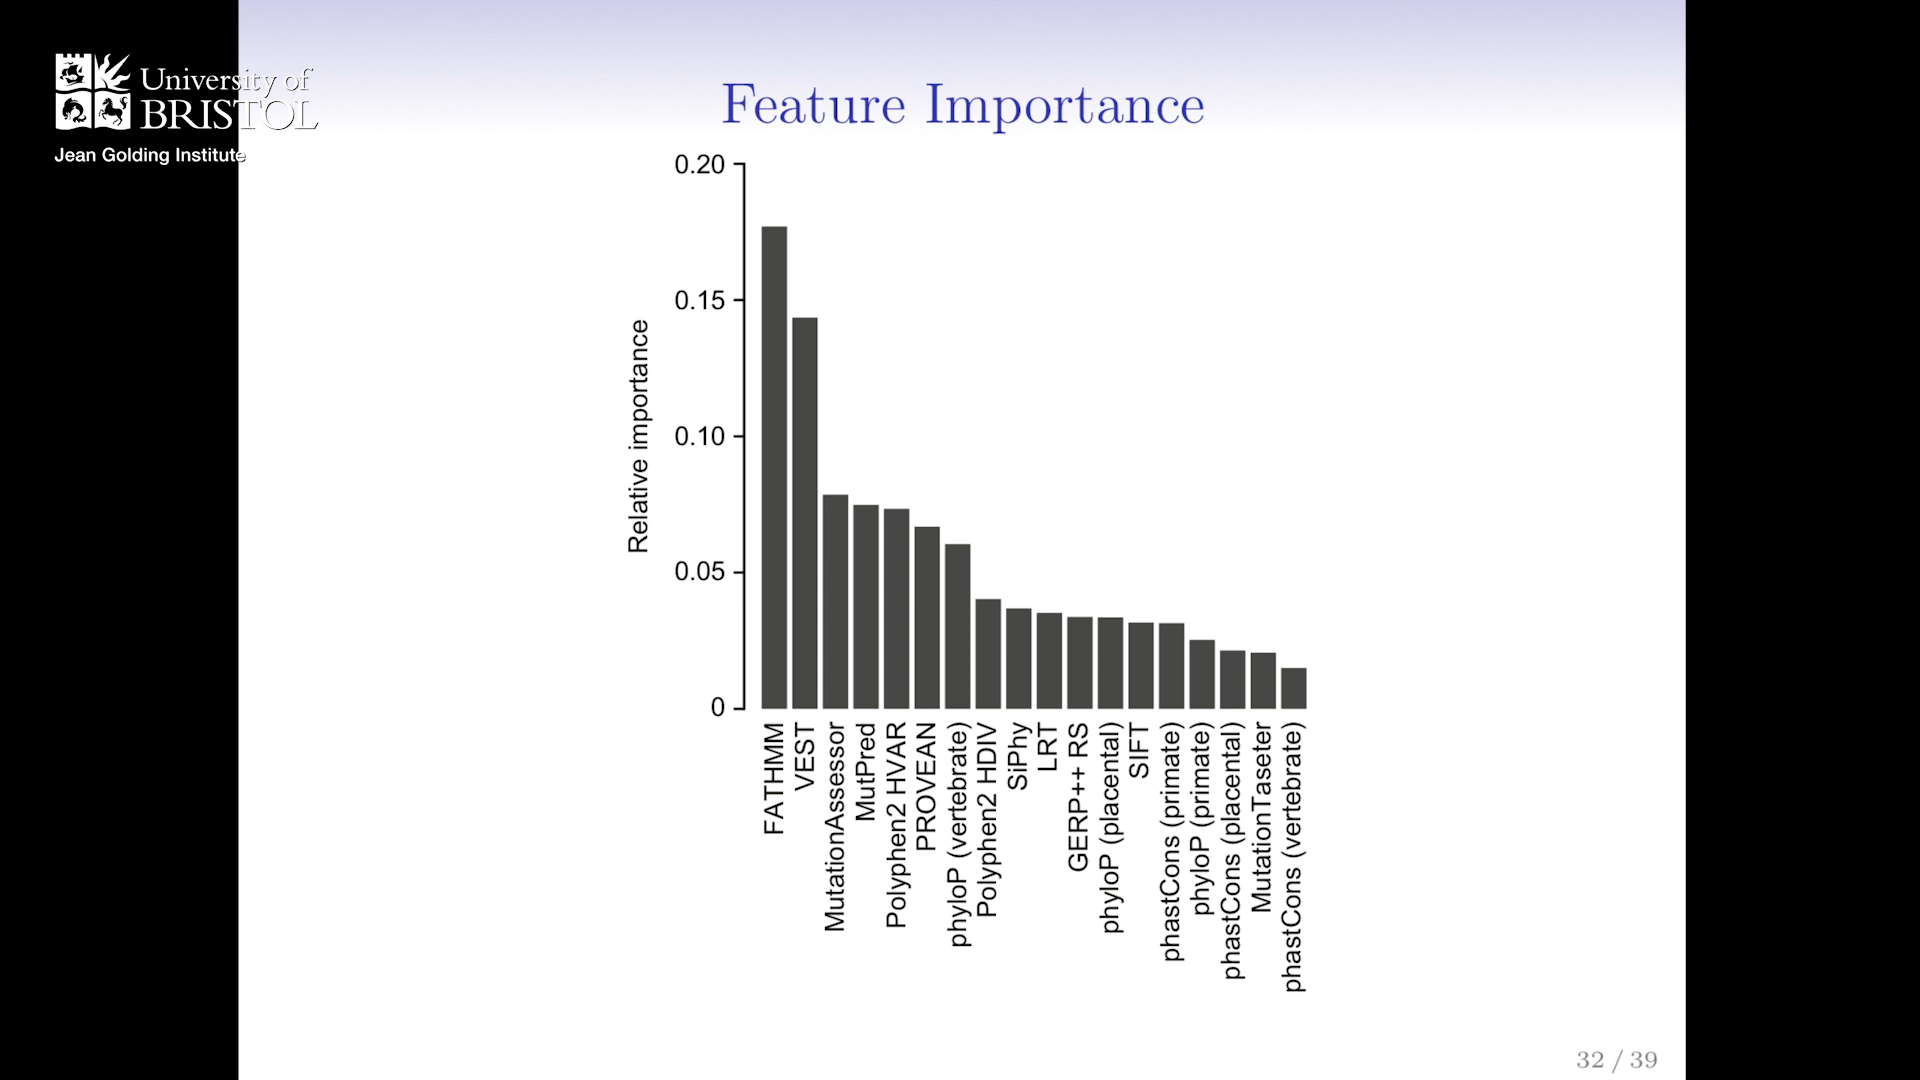 University of
BRISTOL
Jean Golding Institute
Feature Importance
0.20
0.15
0.10
0.05
0
Relative importance
FATHMM
VEST
MutationAssessor
MutPred
Polyphen2 HVAR
PROVEAN
phyloP (vertebrate)
Polyphen2 HDIV
SiPhy
LRT
GERP++ RS
phyloP (placental)
SIFT
phastCons (primate)
phyloP (primate)
phastCons (placental)
MutationTaseter
phastCons (vertebrate)
32 / 39